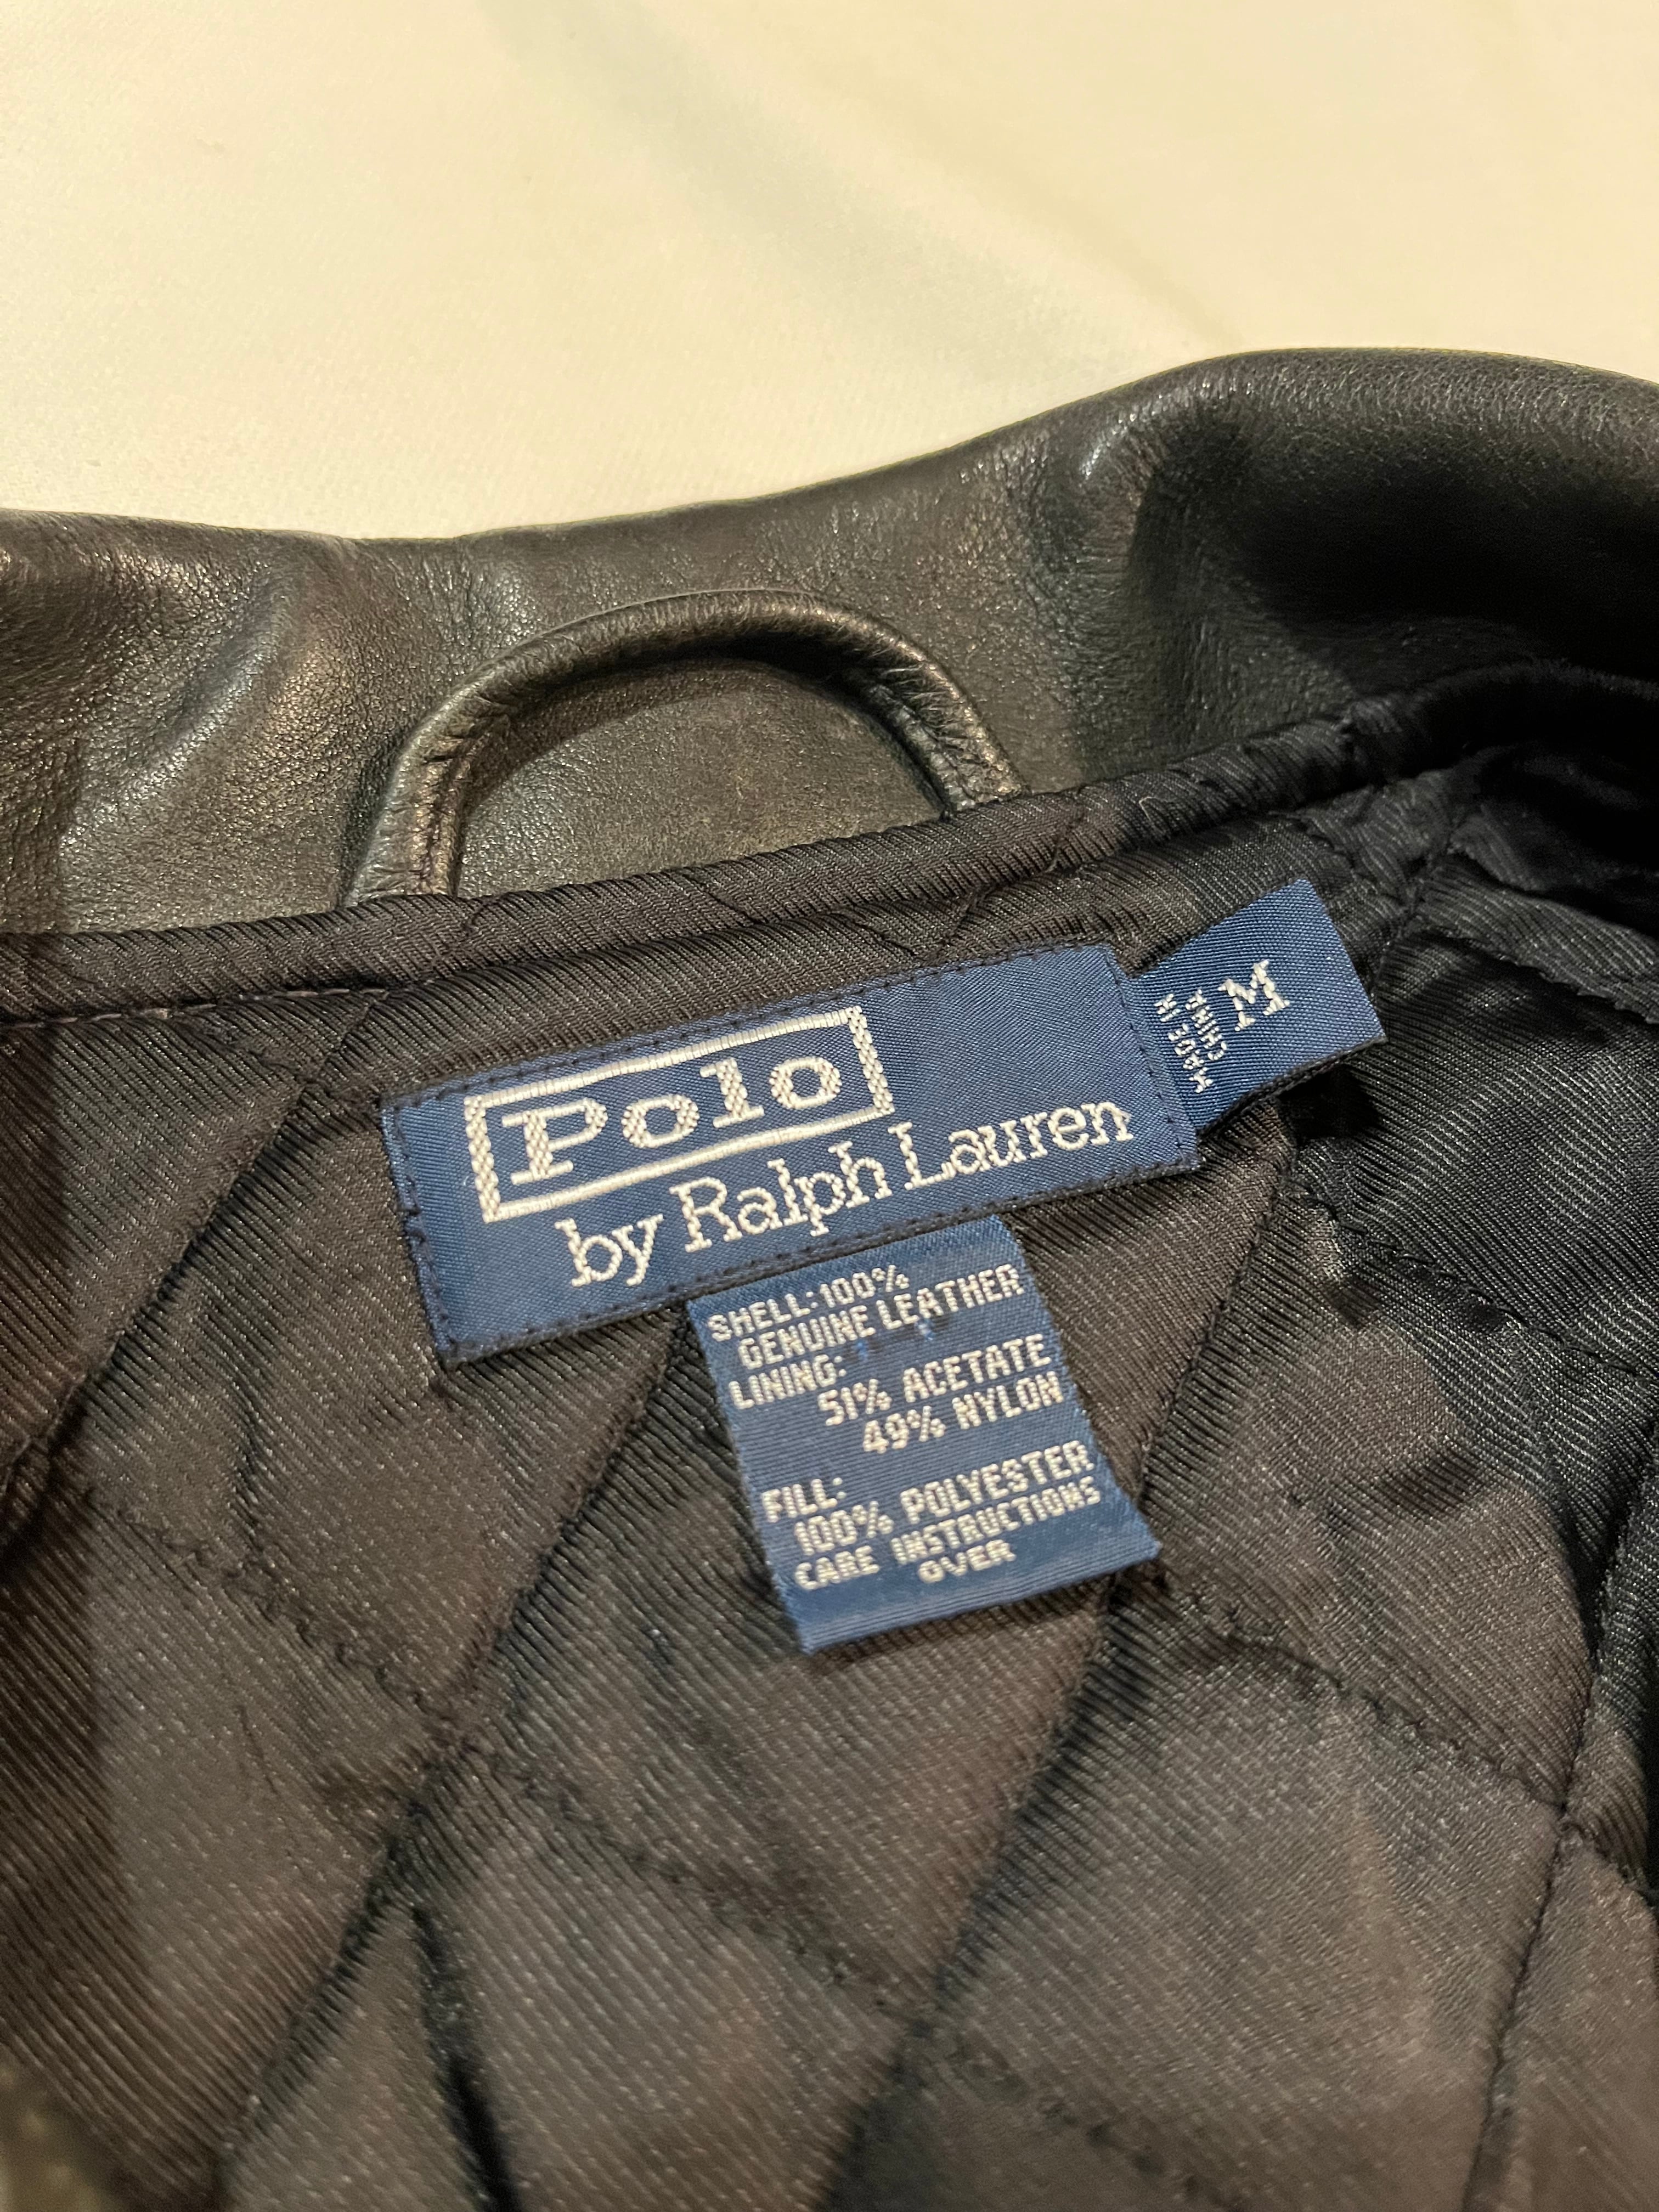 Polo
by Ralph Lauren
M
MADE IN
CHINA
SHELL: 100%
GENUINE LEATHER
LINING:
51% ACETATE
49% NYLON
FILL:
100% POLYESTER
CARE INSTRUCTIONS
OVER